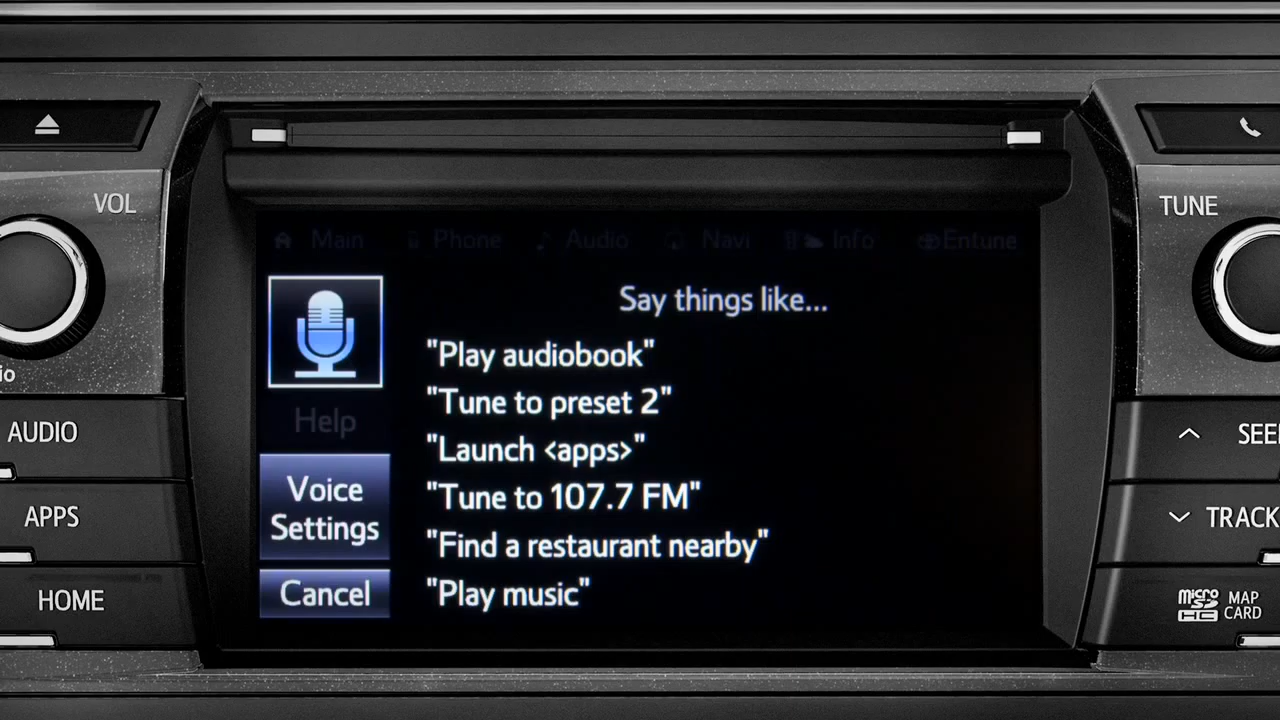 VOL
TUNE
Main Phone Audio Navi Info Entune
Say things like...
"Play audiobook"
"Tune to preset 2"
"Launch <apps>"
"Tune to 107.7 FM"
"Find a restaurant nearby"
"Play music"
Help
Voice
Settings
Cancel
io
AUDIO
APPS
HOME
SEE
TRACK
micro
SD
HC
MAP
CARD